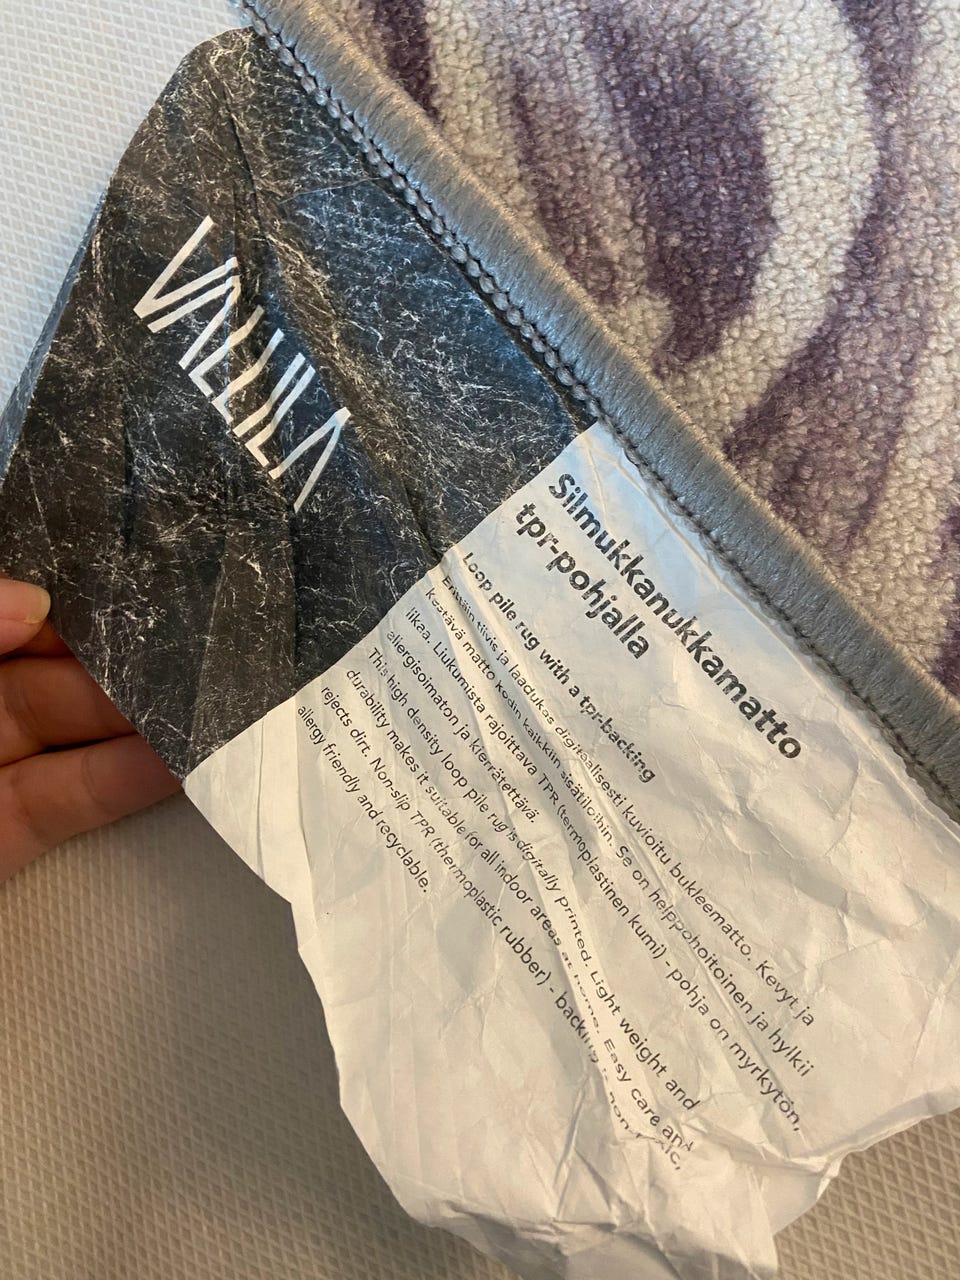 VALLILA
Silmukkanukkamatto
tpr-pohjalla
Loop pile rug with a tpr-backing
Erittäin tiivis ja laadukas digitaalisesti kuvioitu bukleematto. Kevyt ja
kestävä matto kodin kaikkiin sisätiloihin. Se on helppohoitoinen ja hylkii
likaa. Liukumista rajoittava TPR (termoplastinen kumi) - pohja on myrkytön,
allergisoimaton ja kierrätettävä.
This high density loop pile rug is digitally printed. Light weight and
durability makes it suitable for all indoor areas at home. Easy care and
rejects dirt. Non-slip TPR (thermoplastic rubber) - backing is non toxic,
allergy friendly and recyclable.